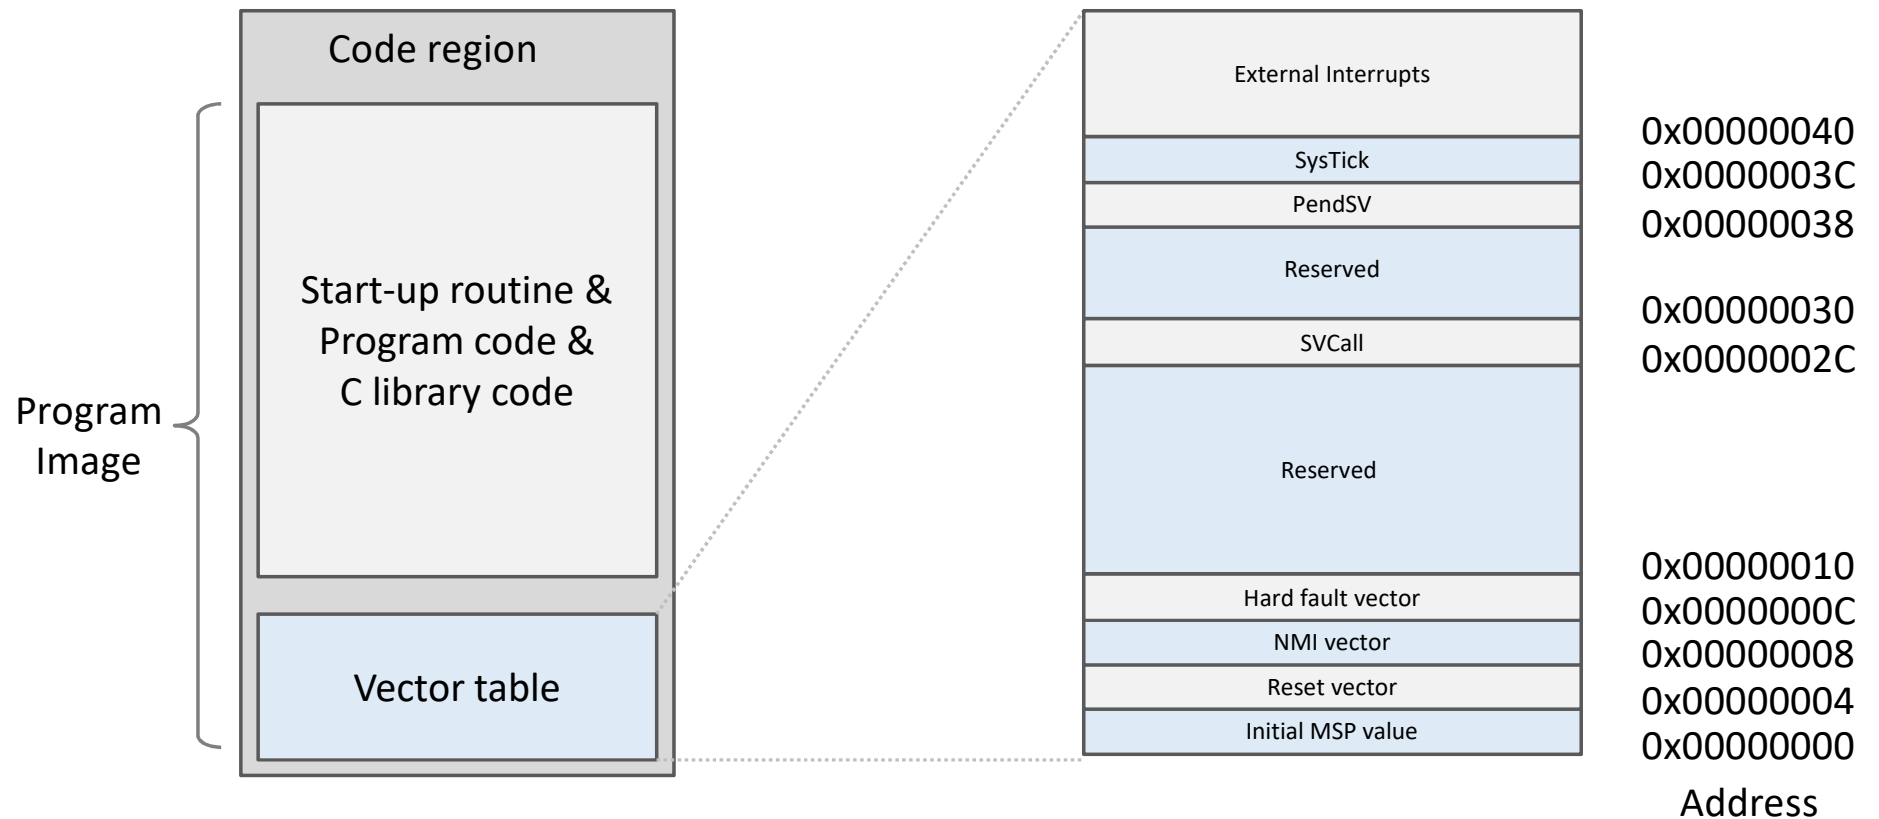 Code region
Start-up routine &
Program code &
C library code
Program
Image
Vector table
External Interrupts
0x00000040
SysTick
0x0000003C
PendSV
0x00000038
Reserved
0x00000030
SVCall
0x0000002C
Reserved
0x00000010
Hard fault vector
0x0000000C
NMI vector
0x00000008
Reset vector
0x00000004
Initial MSP value
0x00000000
Address